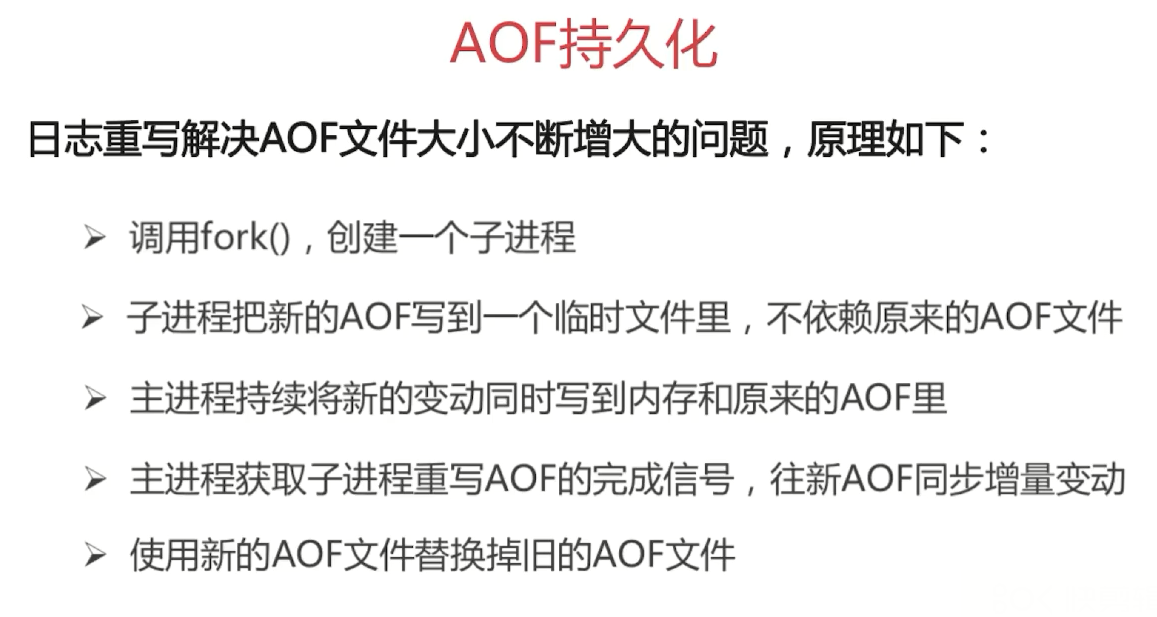 AOF持久化
日志重写解决AOF文件大小不断增大的问题，原理如下：
调用fork()，创建一个子进程
子进程把新的AOF写到一个临时文件里，不依赖原来的AOF文件
主进程持续将新的变动同时写到内存和原来的AOF里
主进程获取子进程重写AOF的完成信号，往新AOF同步增量变动
使用新的AOF文件替换掉旧的AOF文件